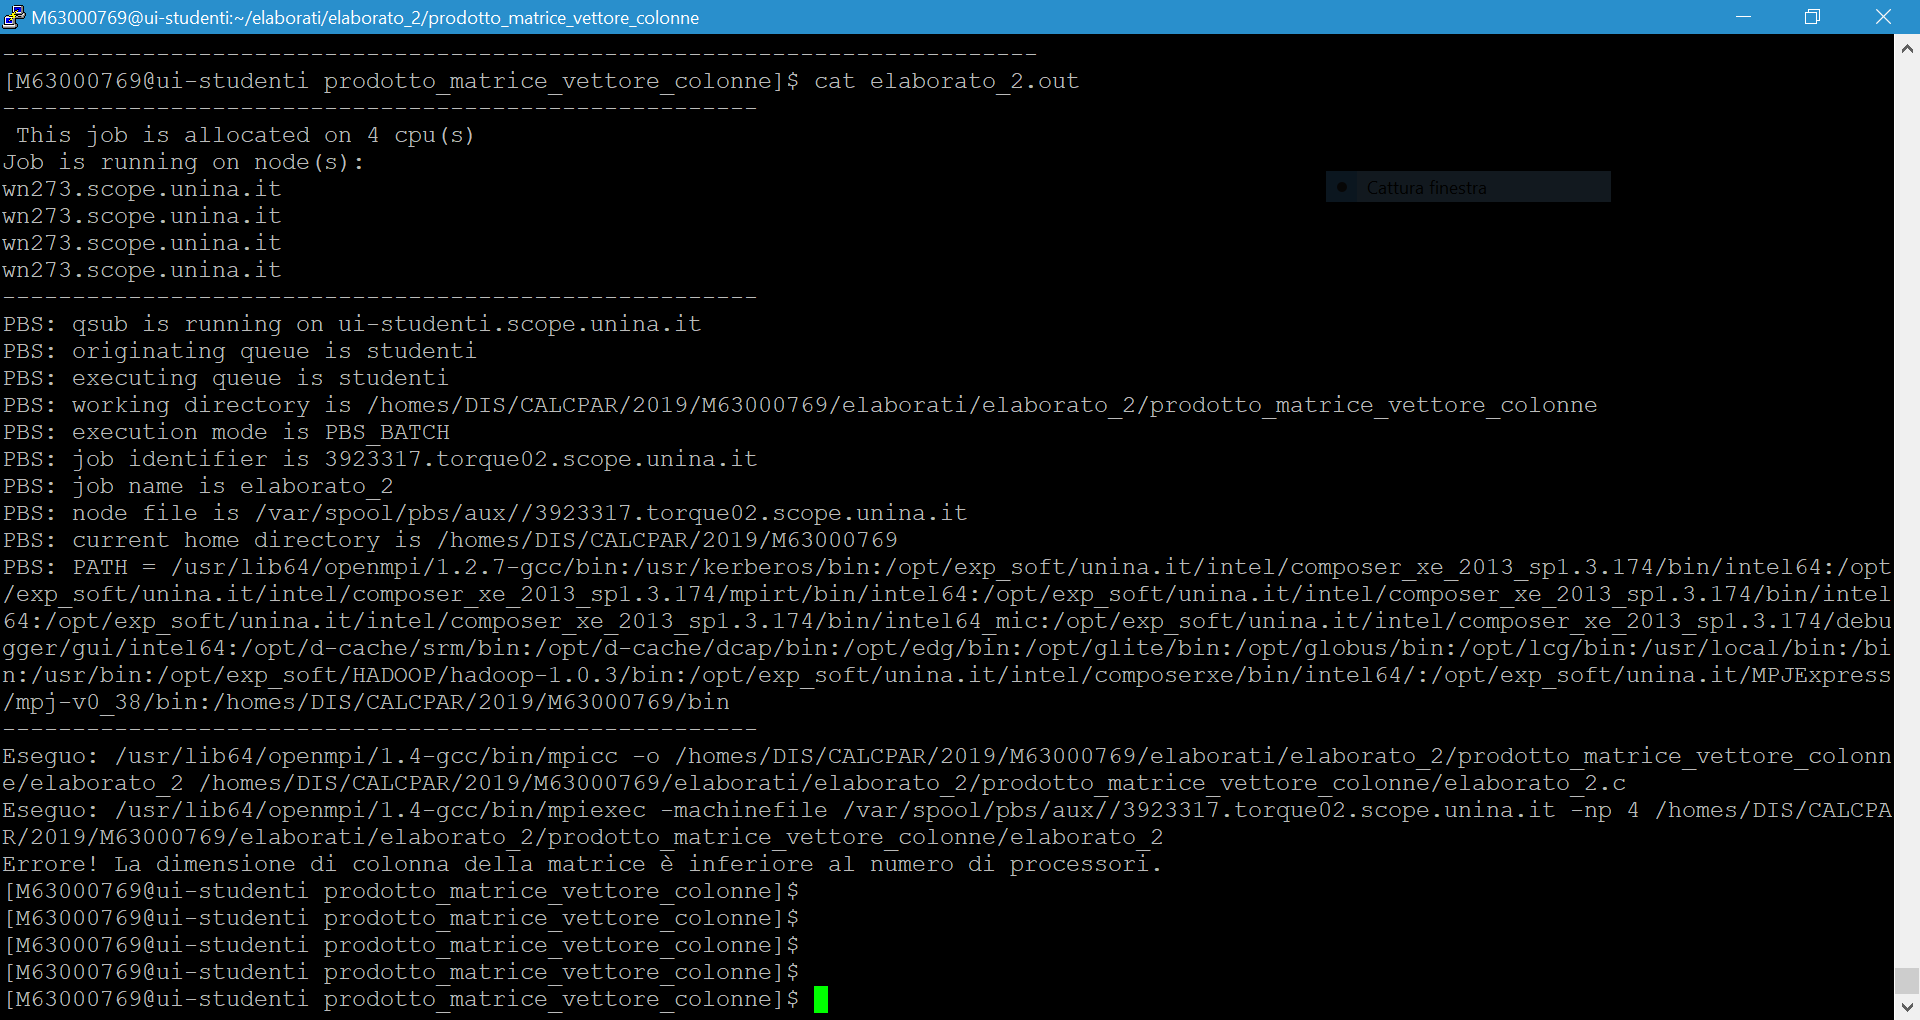 M63000769@ui-studenti:~/elaborati/elaborato_2/prodotto_matrice_vettore_colonne
--------------------------------------------------------------------------
[M63000769@ui-studenti prodotto_matrice_vettore_colonne]$ cat elaborato_2.out
------------------------------------------------------
 This job is allocated on 4 cpu(s)
Job is running on node(s):
wn273.scope.unina.it
wn273.scope.unina.it
wn273.scope.unina.it
wn273.scope.unina.it
Cattura finestra
------------------------------------------------------
PBS: qsub is running on ui-studenti.scope.unina.it
PBS: originating queue is studenti
PBS: executing queue is studenti
PBS: working directory is /homes/DIS/CALCPAR/2019/M63000769/elaborati/elaborato_2/prodotto_matrice_vettore_colonne
PBS: execution mode is PBS_BATCH
PBS: job identifier is 3923317.torque02.scope.unina.it
PBS: job name is elaborato_2
PBS: node file is /var/spool/pbs/aux//3923317.torque02.scope.unina.it
PBS: current home directory is /homes/DIS/CALCPAR/2019/M63000769
PBS: PATH = /usr/lib64/openmpi/1.2.7-gcc/bin:/usr/kerberos/bin:/opt/exp_soft/unina.it/intel/composer_xe_2013_sp1.3.174/bin/intel64:/opt
/exp_soft/unina.it/intel/composer_xe_2013_sp1.3.174/mpirt/bin/intel64:/opt/exp_soft/unina.it/intel/composer_xe_2013_sp1.3.174/bin/intel
64:/opt/exp_soft/unina.it/intel/composer_xe_2013_sp1.3.174/bin/intel64_mic:/opt/exp_soft/unina.it/intel/composer_xe_2013_sp1.3.174/debu
gger/gui/intel64:/opt/d-cache/srm/bin:/opt/d-cache/dcap/bin:/opt/edg/bin:/opt/glite/bin:/opt/globus/bin:/opt/lcg/bin:/usr/local/bin:/bi
n:/usr/bin:/opt/exp_soft/HADOOP/hadoop-1.0.3/bin:/opt/exp_soft/unina.it/intel/composerxe/bin/intel64/:/opt/exp_soft/unina.it/MPJExpress
/mpj-v0_38/bin:/homes/DIS/CALCPAR/2019/M63000769/bin
------------------------------------------------------
Eseguo: /usr/lib64/openmpi/1.4-gcc/bin/mpicc -o /homes/DIS/CALCPAR/2019/M63000769/elaborati/elaborato_2/prodotto_matrice_vettore_colonn
e/elaborato_2 /homes/DIS/CALCPAR/2019/M63000769/elaborati/elaborato_2/prodotto_matrice_vettore_colonne/elaborato_2.c
Eseguo: /usr/lib64/openmpi/1.4-gcc/bin/mpiexec -machinefile /var/spool/pbs/aux//3923317.torque02.scope.unina.it -np 4 /homes/DIS/CALCPA
R/2019/M63000769/elaborati/elaborato_2/prodotto_matrice_vettore_colonne/elaborato_2
Errore! La dimensione di colonna della matrice è inferiore al numero di processori.
[M63000769@ui-studenti prodotto_matrice_vettore_colonne]$
[M63000769@ui-studenti prodotto_matrice_vettore_colonne]$
[M63000769@ui-studenti prodotto_matrice_vettore_colonne]$
[M63000769@ui-studenti prodotto_matrice_vettore_colonne]$
[M63000769@ui-studenti prodotto_matrice_vettore_colonne]$